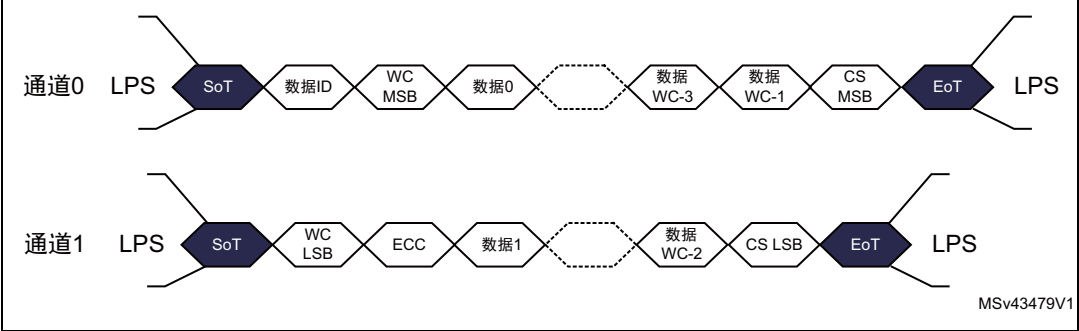 通道0 LPS SoT 数据ID WC MSB 数据0 数据 WC-3 数据 WC-1 CS MSB EoT LPS
通道1 LPS SoT WC LSB ECC 数据1 数据 WC-2 CS LSB EoT LPS
MSv43479V1